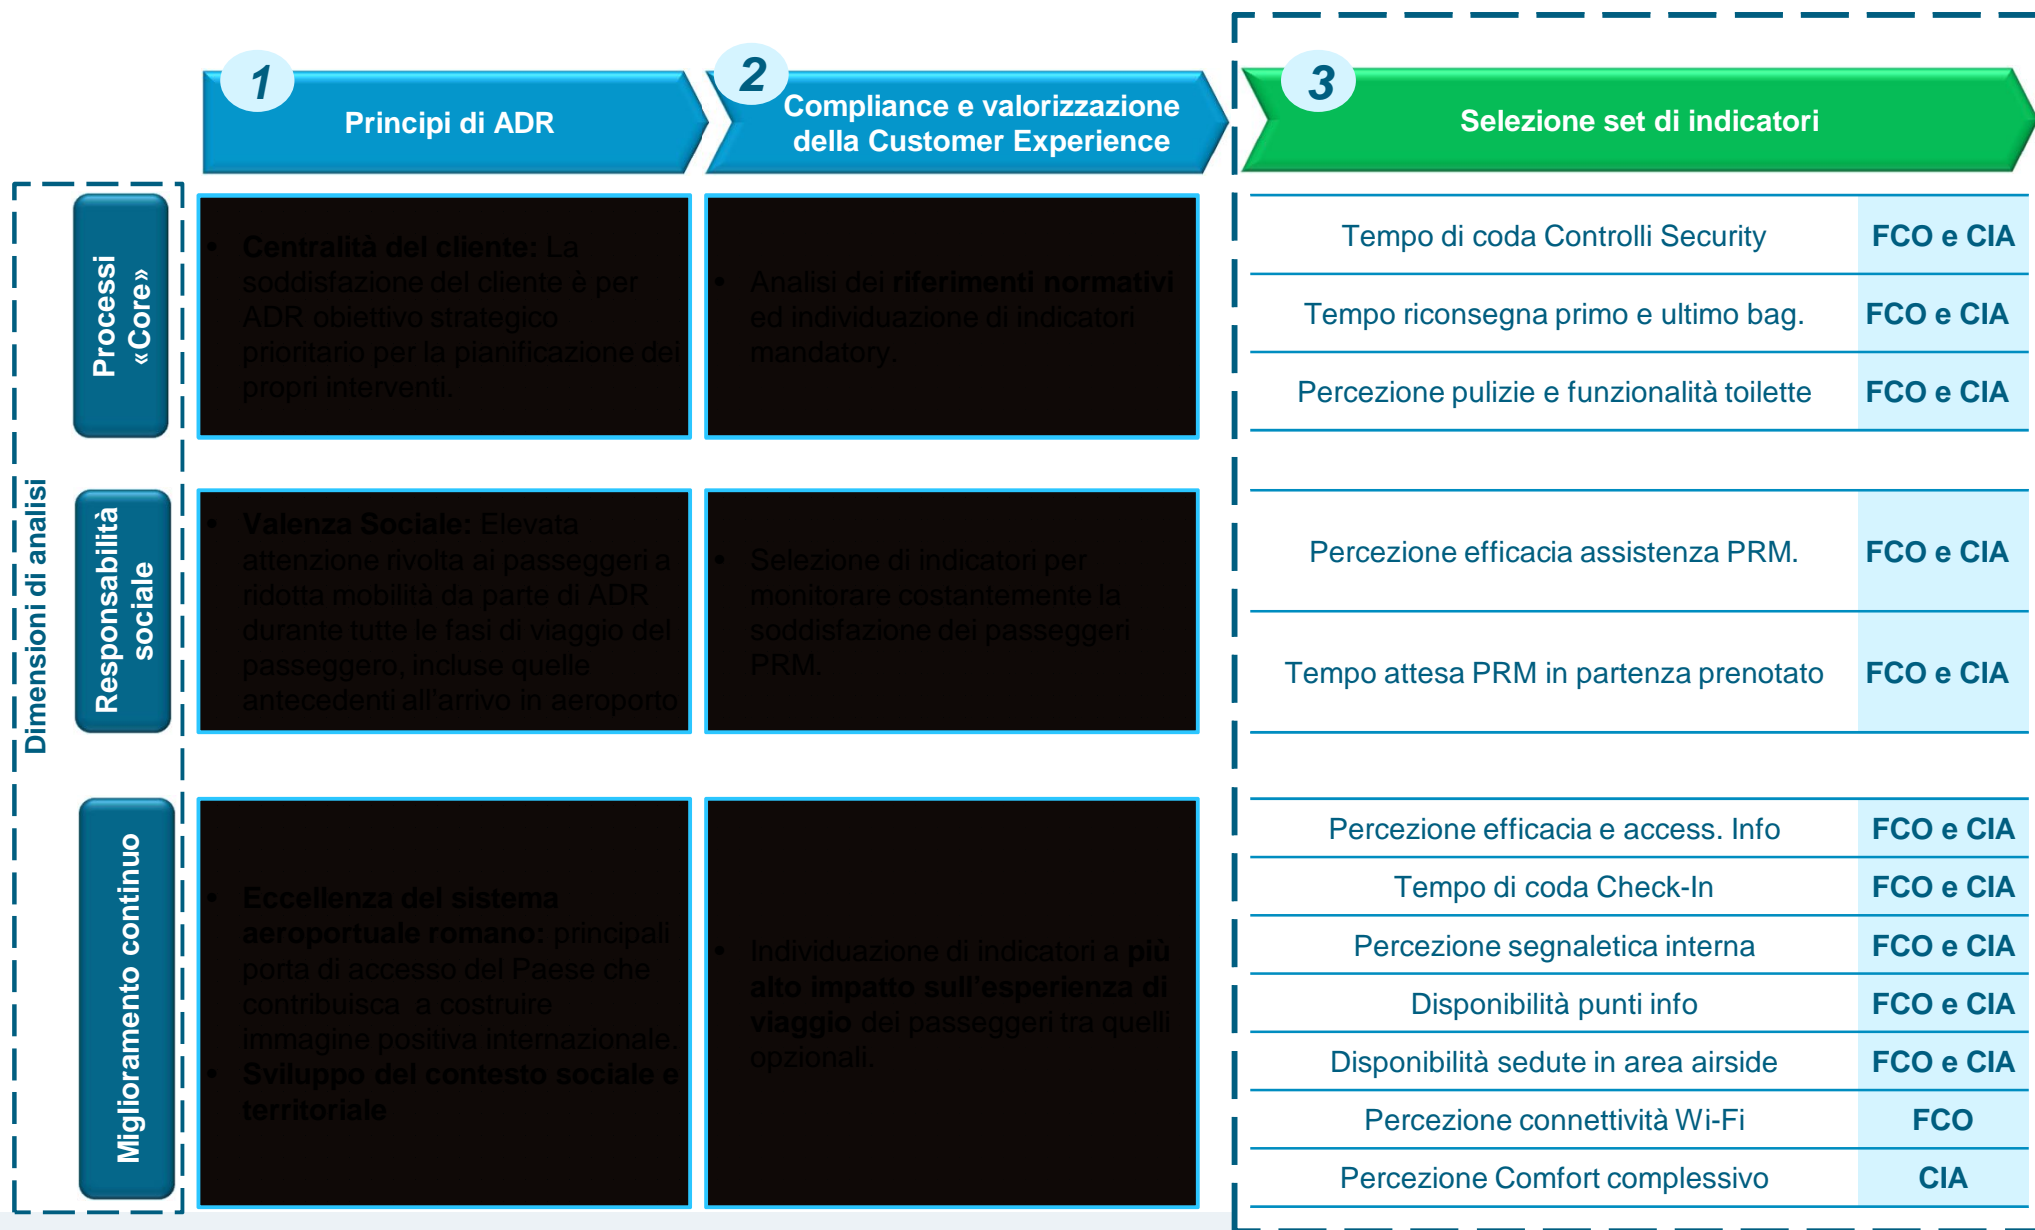 1
Principi di ADR
2
Compliance e valorizzazione
della Customer Experience
3
Selezione set di indicatori
Dimensioni di analisi
Processi
«Core»
• Centralità del cliente: La
soddisfazione del cliente è per
ADR obiettivo strategico
prioritario per la pianificazione dei
propri interventi.
• Analisi dei riferimenti normativi
ed individuazione di indicatori
mandatory.
Tempo di coda Controlli Security FCO e CIA
Tempo riconsegna primo e ultimo bag. FCO e CIA
Percezione pulizie e funzionalità toilette FCO e CIA
Responsabilità
sociale
• Valenza Sociale: Elevata
attenzione rivolta ai passeggeri a
ridotta mobilità da parte di ADR
durante tutte le fasi di viaggio del
passeggero, incluse quelle
antecedenti all'arrivo in aeroporto
• Selezione di indicatori per
monitorare costantemente la
soddisfazione dei passeggeri
PRM.
Percezione efficacia assistenza PRM. FCO e CIA
Tempo attesa PRM in partenza prenotato FCO e CIA
Miglioramento continuo
• Eccellenza del sistema
aeroportuale romano: principali
porta di accesso del Paese che
contribuisca a costruire
immagine positiva internazionale.
• Sviluppo del contesto sociale e
territoriale
• Individuazione di indicatori a più
alto impatto sull'esperienza di
viaggio dei passeggeri tra quelli
opzionali.
Percezione efficacia e access. Info FCO e CIA
Tempo di coda Check-In FCO e CIA
Percezione segnaletica interna FCO e CIA
Disponibilità punti info FCO e CIA
Disponibilità sedute in area airside FCO e CIA
Percezione connettività Wi-Fi FCO
Percezione Comfort complessivo CIA